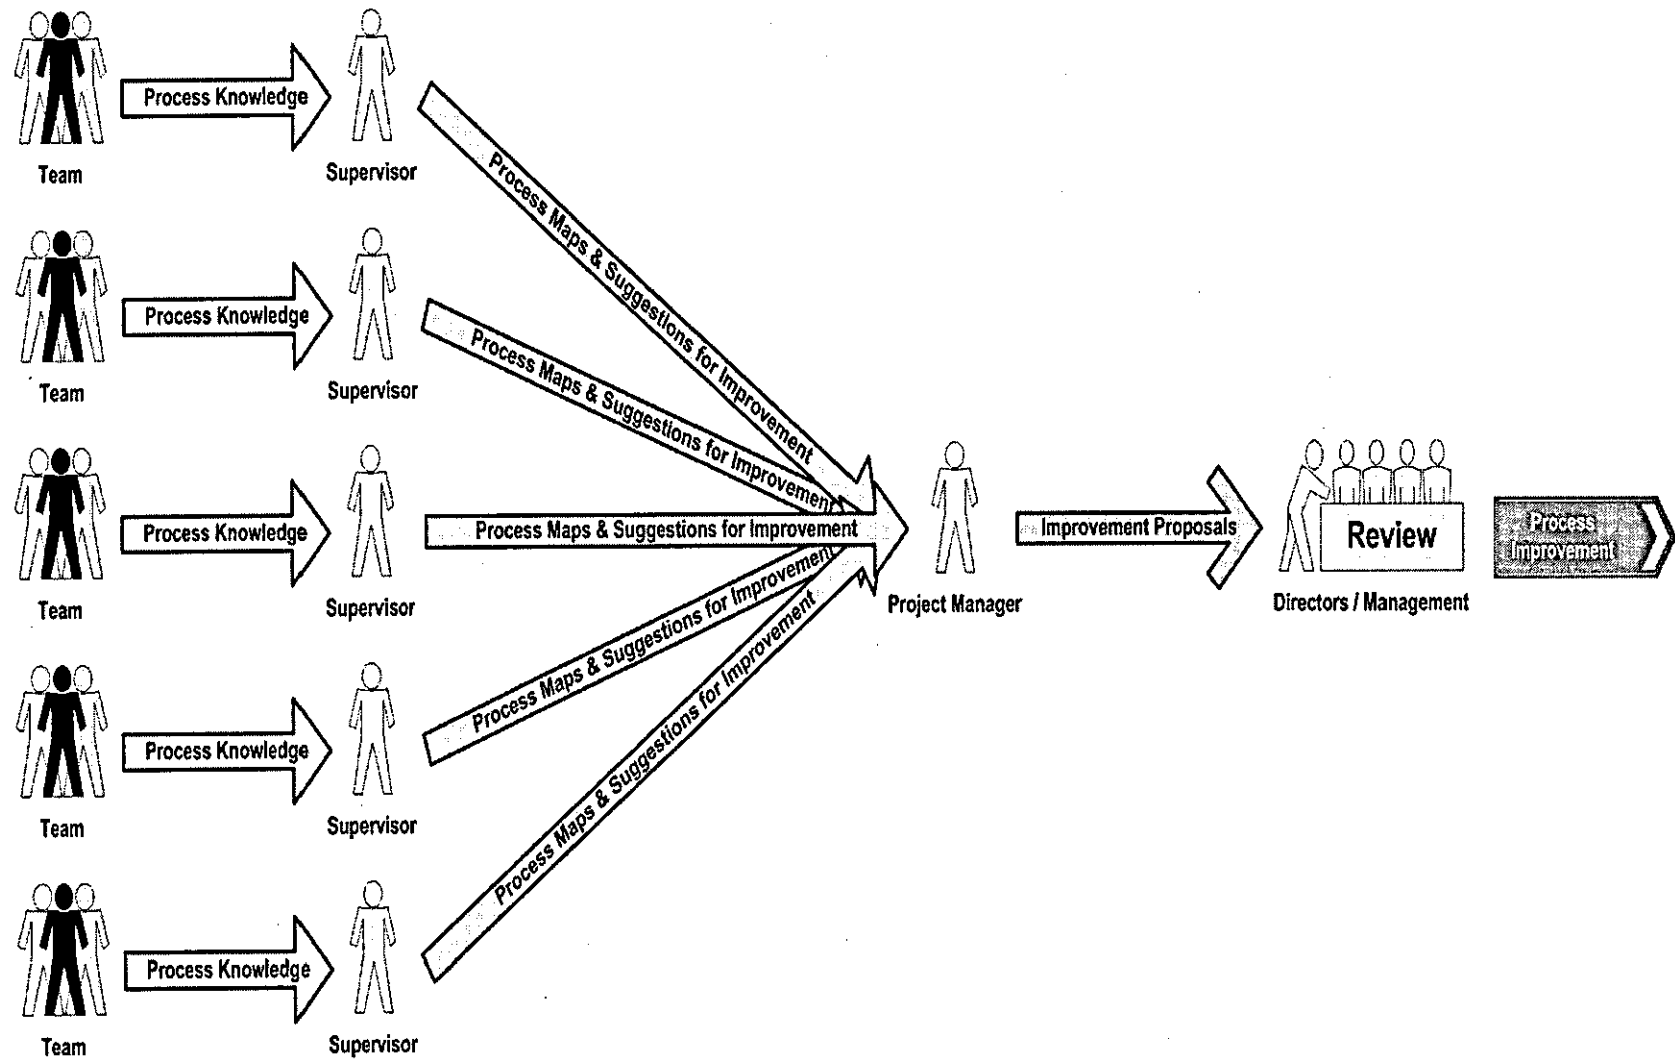 Process Knowledge
Team
Supervisor
Process Maps & Suggestions for Improvement
Process Knowledge
Team
Supervisor
Process Maps & Suggestions for Improvement
Process Knowledge
Team
Supervisor
Process Maps & Suggestions for Improvement
Process Knowledge
Team
Supervisor
Process Maps & Suggestions for Improvement
Process Knowledge
Team
Supervisor
Process Maps & Suggestions for Improvement
Project Manager
Improvement Proposals
Review
Directors / Management
Process
Improvement